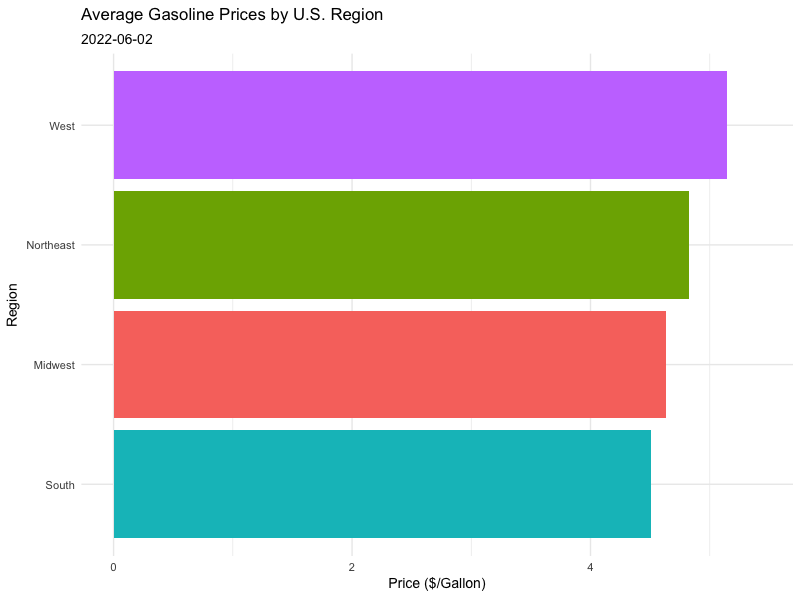 Average Gasoline Prices by U.S. Region
2022-06-02
West
Northeast
Midwest
South
Region
0 2 4
Price ($/Gallon)